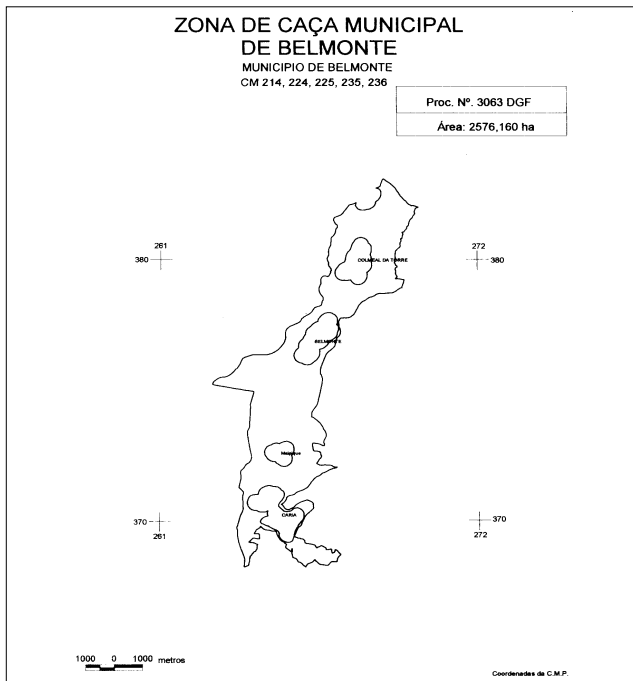 ZONA DE CAÇA MUNICIPAL
DE BELMONTE
MUNICIPIO DE BELMONTE
CM 214, 224, 225, 235, 236
Proc. Nº. 3063 DGF
Área: 2576,160 ha
261
380
272
380
COLMEAL DA TORRE
BELMONTE
CARIA
370
261
370
272
1000 0 1000 metros
Coordenadas da C.M.P.